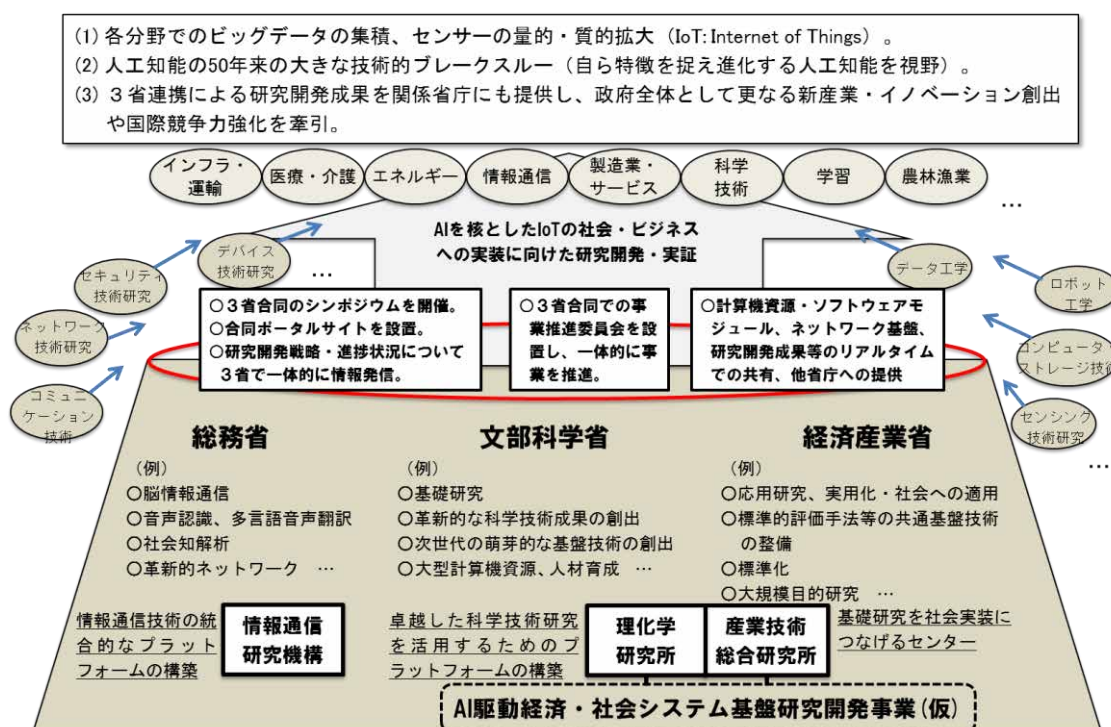 (1) 各分野でのビッグデータの集積、センサーの量的・質的拡大（IoT: Internet of Things）。
(2) 人工知能の50年来の大きな技術的ブレークスルー（自ら特徴を捉え進化する人工知能を視野）。
(3) ３省連携による研究開発成果を関係省庁にも提供し、政府全体として更なる新産業・イノベーション創出
や国際競争力強化を牽引。
インフラ・
運輸
医療・介護
エネルギー
情報通信
製造業・
サービス
科学
技術
学習
農林漁業
…
AIを核としたIoTの社会・ビジネス
への実装に向けた研究開発・実証
デバイス
技術研究
…
セキュリティ
技術研究
ネットワーク
技術研究
コミュニ
ケーション
技術
データ工学
ロボット
工学
コンピュータ・
ストレージ技術
センシング
技術研究
…
○３省合同のシンポジウムを開催。
○合同ポータルサイトを設置。
○研究開発戦略・進捗状況について
３省で一体的に情報発信。
○３省合同での事
業推進委員会を設
置し、一体的に事
業を推進。
○計算機資源・ソフトウェアモ
ジュール、ネットワーク基盤、
研究開発成果等のリアルタイム
での共有、他省庁への提供
総務省
（例）
○脳情報通信
○音声認識、多言語音声翻訳
○社会知解析
○革新的ネットワーク …
情報通信技術の統
合的なプラット
フォームの構築
情報通信
研究機構
文部科学省
（例）
○基礎研究
○革新的な科学技術成果の創出
○次世代の萌芽的な基盤技術の創出
○大型計算機資源、人材育成 …
卓越した科学技術研究
を活用するためのプ
ラットフォームの構築
理化学
研究所
経済産業省
（例）
○応用研究、実用化・社会への適用
○標準的評価手法等の共通基盤技術
の整備
○標準化
○大規模目的研究 …
産業技術
総合研究所
基礎研究を社会実装に
つなげるセンター
AI駆動経済・社会システム基盤研究開発事業(仮)